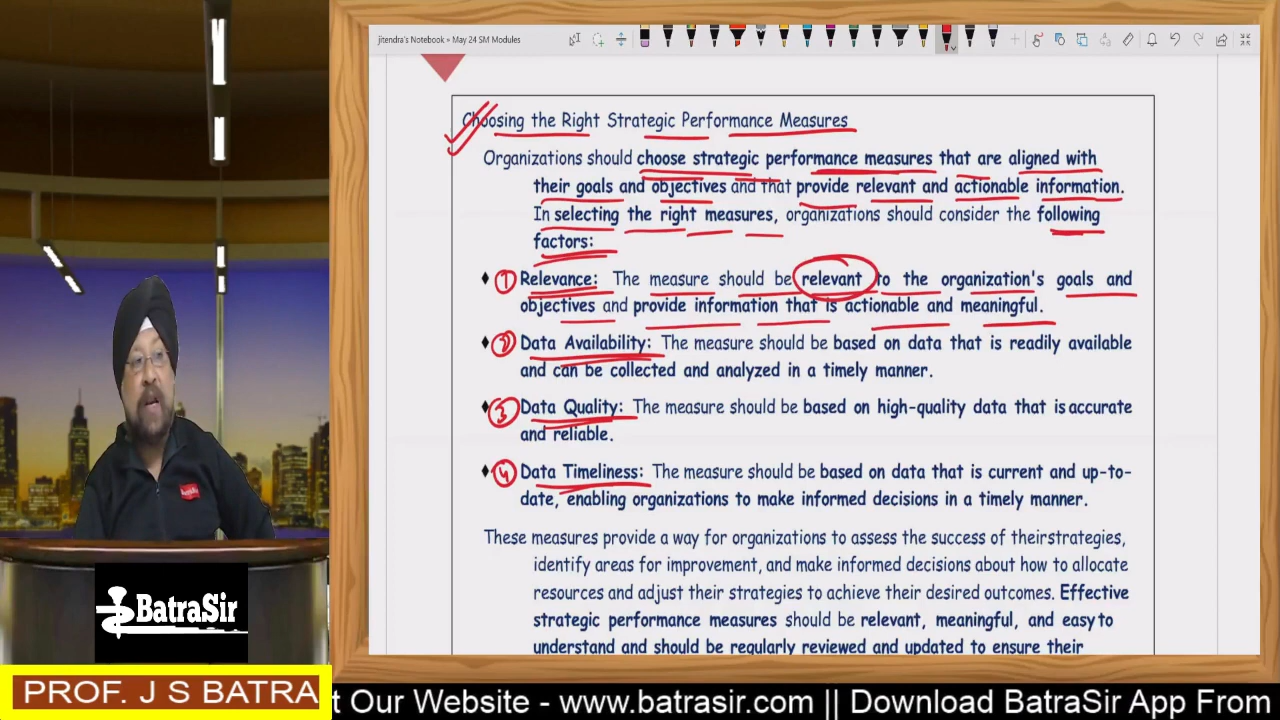 jitendra's Notebook » May 24 SM Modules
Choosing the Right Strategic Performance Measures
Organizations should choose strategic performance measures that are aligned with
their goals and objectives and that provide relevant and actionable information.
In selecting the right measures, organizations should consider the following
factors:
♦ 1 Relevance: The measure should be relevant to the organization's goals and
objectives and provide information that is actionable and meaningful.
♦ 2 Data Availability: The measure should be based on data that is readily available
and can be collected and analyzed in a timely manner.
♦ 3 Data Quality: The measure should be based on high-quality data that is accurate
and reliable.
♦ 4 Data Timeliness: The measure should be based on data that is current and up-to-
date, enabling organizations to make informed decisions in a timely manner.
These measures provide a way for organizations to assess the success of theirstrategies,
identify areas for improvement, and make informed decisions about how to allocate
resources and adjust their strategies to achieve their desired outcomes. Effective
strategic performance measures should be relevant, meaningful, and easy to
understand and should be regularly reviewed and updated to ensure their
BatraSir
PROF. J S BATRA
t Our Website - www.batrasir.com || Download BatraSir App From